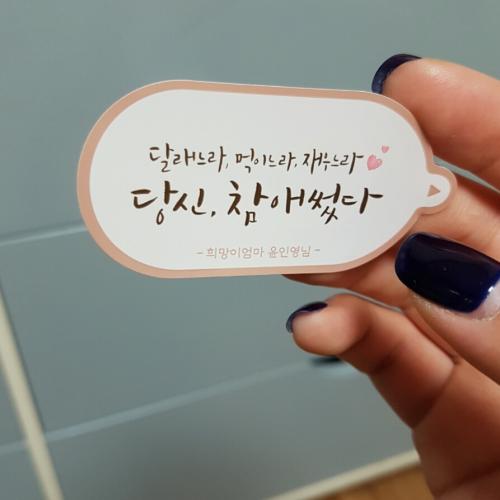 달래느라, 먹이느라, 재우느라
당신, 참 애썼다
- 희망이엄마 윤인영님 -